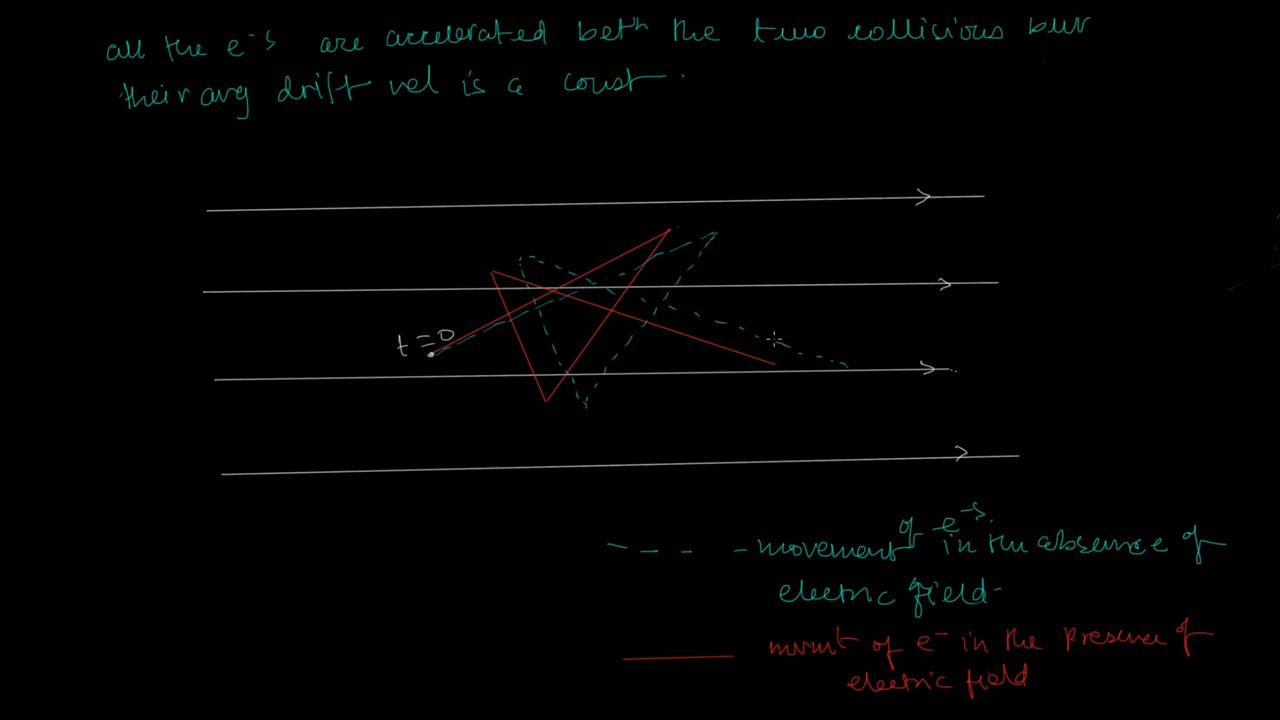 all the e⁻s are accelerated betn the two collisions but
their avg drift vel is a const.
t=0
---- movement of e⁻s in the absence of
electric field-
mvmt of e⁻ in the presence of
electric field